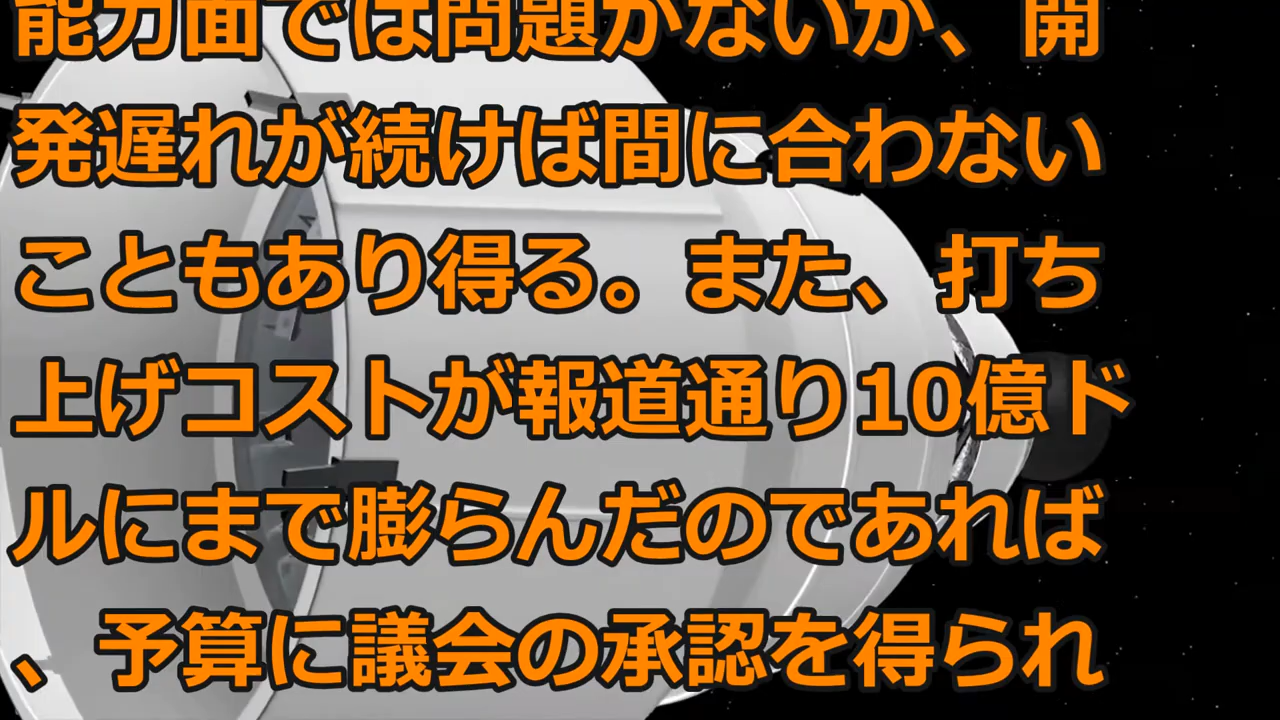 能力面では問題がないが、開
発遅れが続けば間に合わない
こともあり得る。また、打ち
上げコストが報道通り10億ド
ルにまで膨らんだのであれば
、予算に議会の承認を得られ